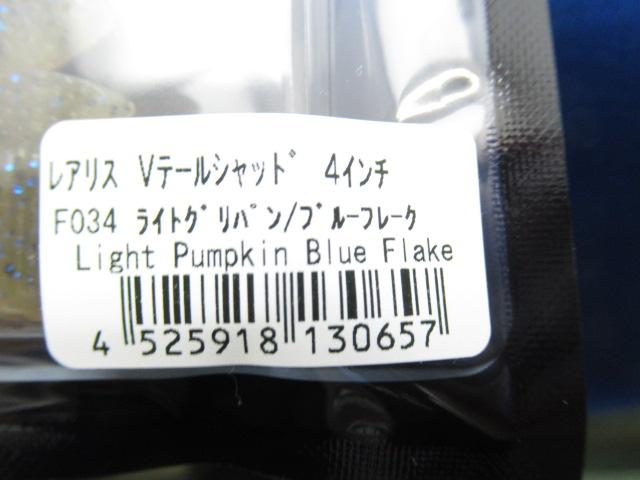 レアリス Vテールシャッド 4インチ
F034 ライトグリパン/ブルーフレーク
Light Pumpkin Blue Flake
4 525918 130657